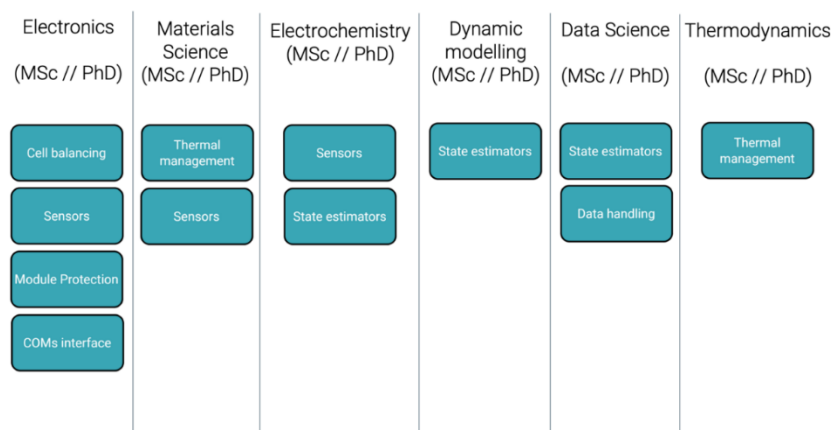 Electronics
(MSc // PhD)
Cell balancing
Sensors
Module Protection
COMs interface
Materials
Science
(MSc // PhD)
Thermal
management
Sensors
Electrochemistry
(MSc // PhD)
Sensors
State estimators
Dynamic
modelling
(MSc // PhD)
State estimators
Data Science
(MSc // PhD)
State estimators
Data handling
Thermodynamics
(MSc // PhD)
Thermal
management